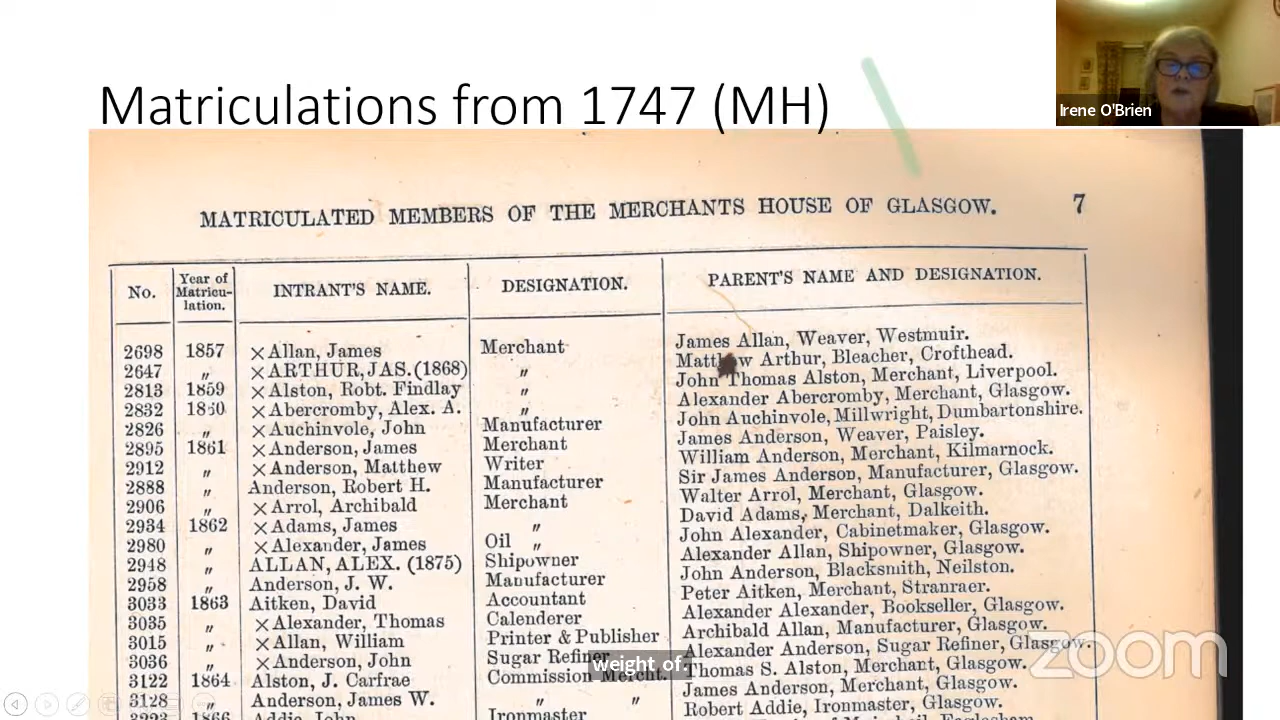 Matriculations from 1747 (MH)
Irene O'Brien
MATRICULATED MEMBERS OF THE MERCHANTS HOUSE OF GLASGOW. 7
No. Year of Matricu-lation. INTRANT'S NAME. DESIGNATION. PARENT'S NAME AND DESIGNATION.
2698 1857 ×Allan, James Merchant James Allan, Weaver, Westmuir.
2647 " ×ARTHUR, JAS. (1868) " Matthew Arthur, Bleacher, Crofthead.
2813 1859 ×Alston, Robt. Findlay " John Thomas Alston, Merchant, Liverpool.
2832 1860 ×Abercromby, Alex. A. " Alexander Abercromby, Merchant, Glasgow.
2826 " ×Auchinvole, John Manufacturer John Auchinvole, Millwright, Dumbartonshire.
2895 1861 ×Anderson, James Merchant James Anderson, Weaver, Paisley.
2912 " ×Anderson, Matthew Writer William Anderson, Merchant, Kilmarnock.
2888 " Anderson, Robert H. Manufacturer Sir James Anderson, Manufacturer, Glasgow.
2906 " ×Arrol, Archibald Merchant Walter Arrol, Merchant, Glasgow.
2934 1862 ×Adams, James " David Adams, Merchant, Dalkeith.
2980 " ×Alexander, James Oil " John Alexander, Cabinetmaker, Glasgow.
2948 " ALLAN, ALEX. (1875) Shipowner Alexander Allan, Shipowner, Glasgow.
2958 " Anderson, J. W. Manufacturer John Anderson, Blacksmith, Neilston.
3033 1863 Aitken, David Accountant Peter Aitken, Merchant, Stranraer.
3035 " ×Alexander, Thomas Calenderer Alexander Alexander, Bookseller, Glasgow.
3015 " ×Allan, William Printer & Publisher Archibald Allan, Manufacturer, Glasgow.
3036 " ×Anderson, John Sugar Refiner Alexander Anderson, Sugar Refiner, Glasgow.
3122 1864 Alston, J. Carfrae Commission Mercht. Thomas S. Alston, Merchant, Glasgow.
3128 " Anderson, James W. " " James Anderson, Merchant, Glasgow.
1866 Addie, John Ironmaster Robert Addie, Ironmaster, Glasgow.
weight of.
zoom